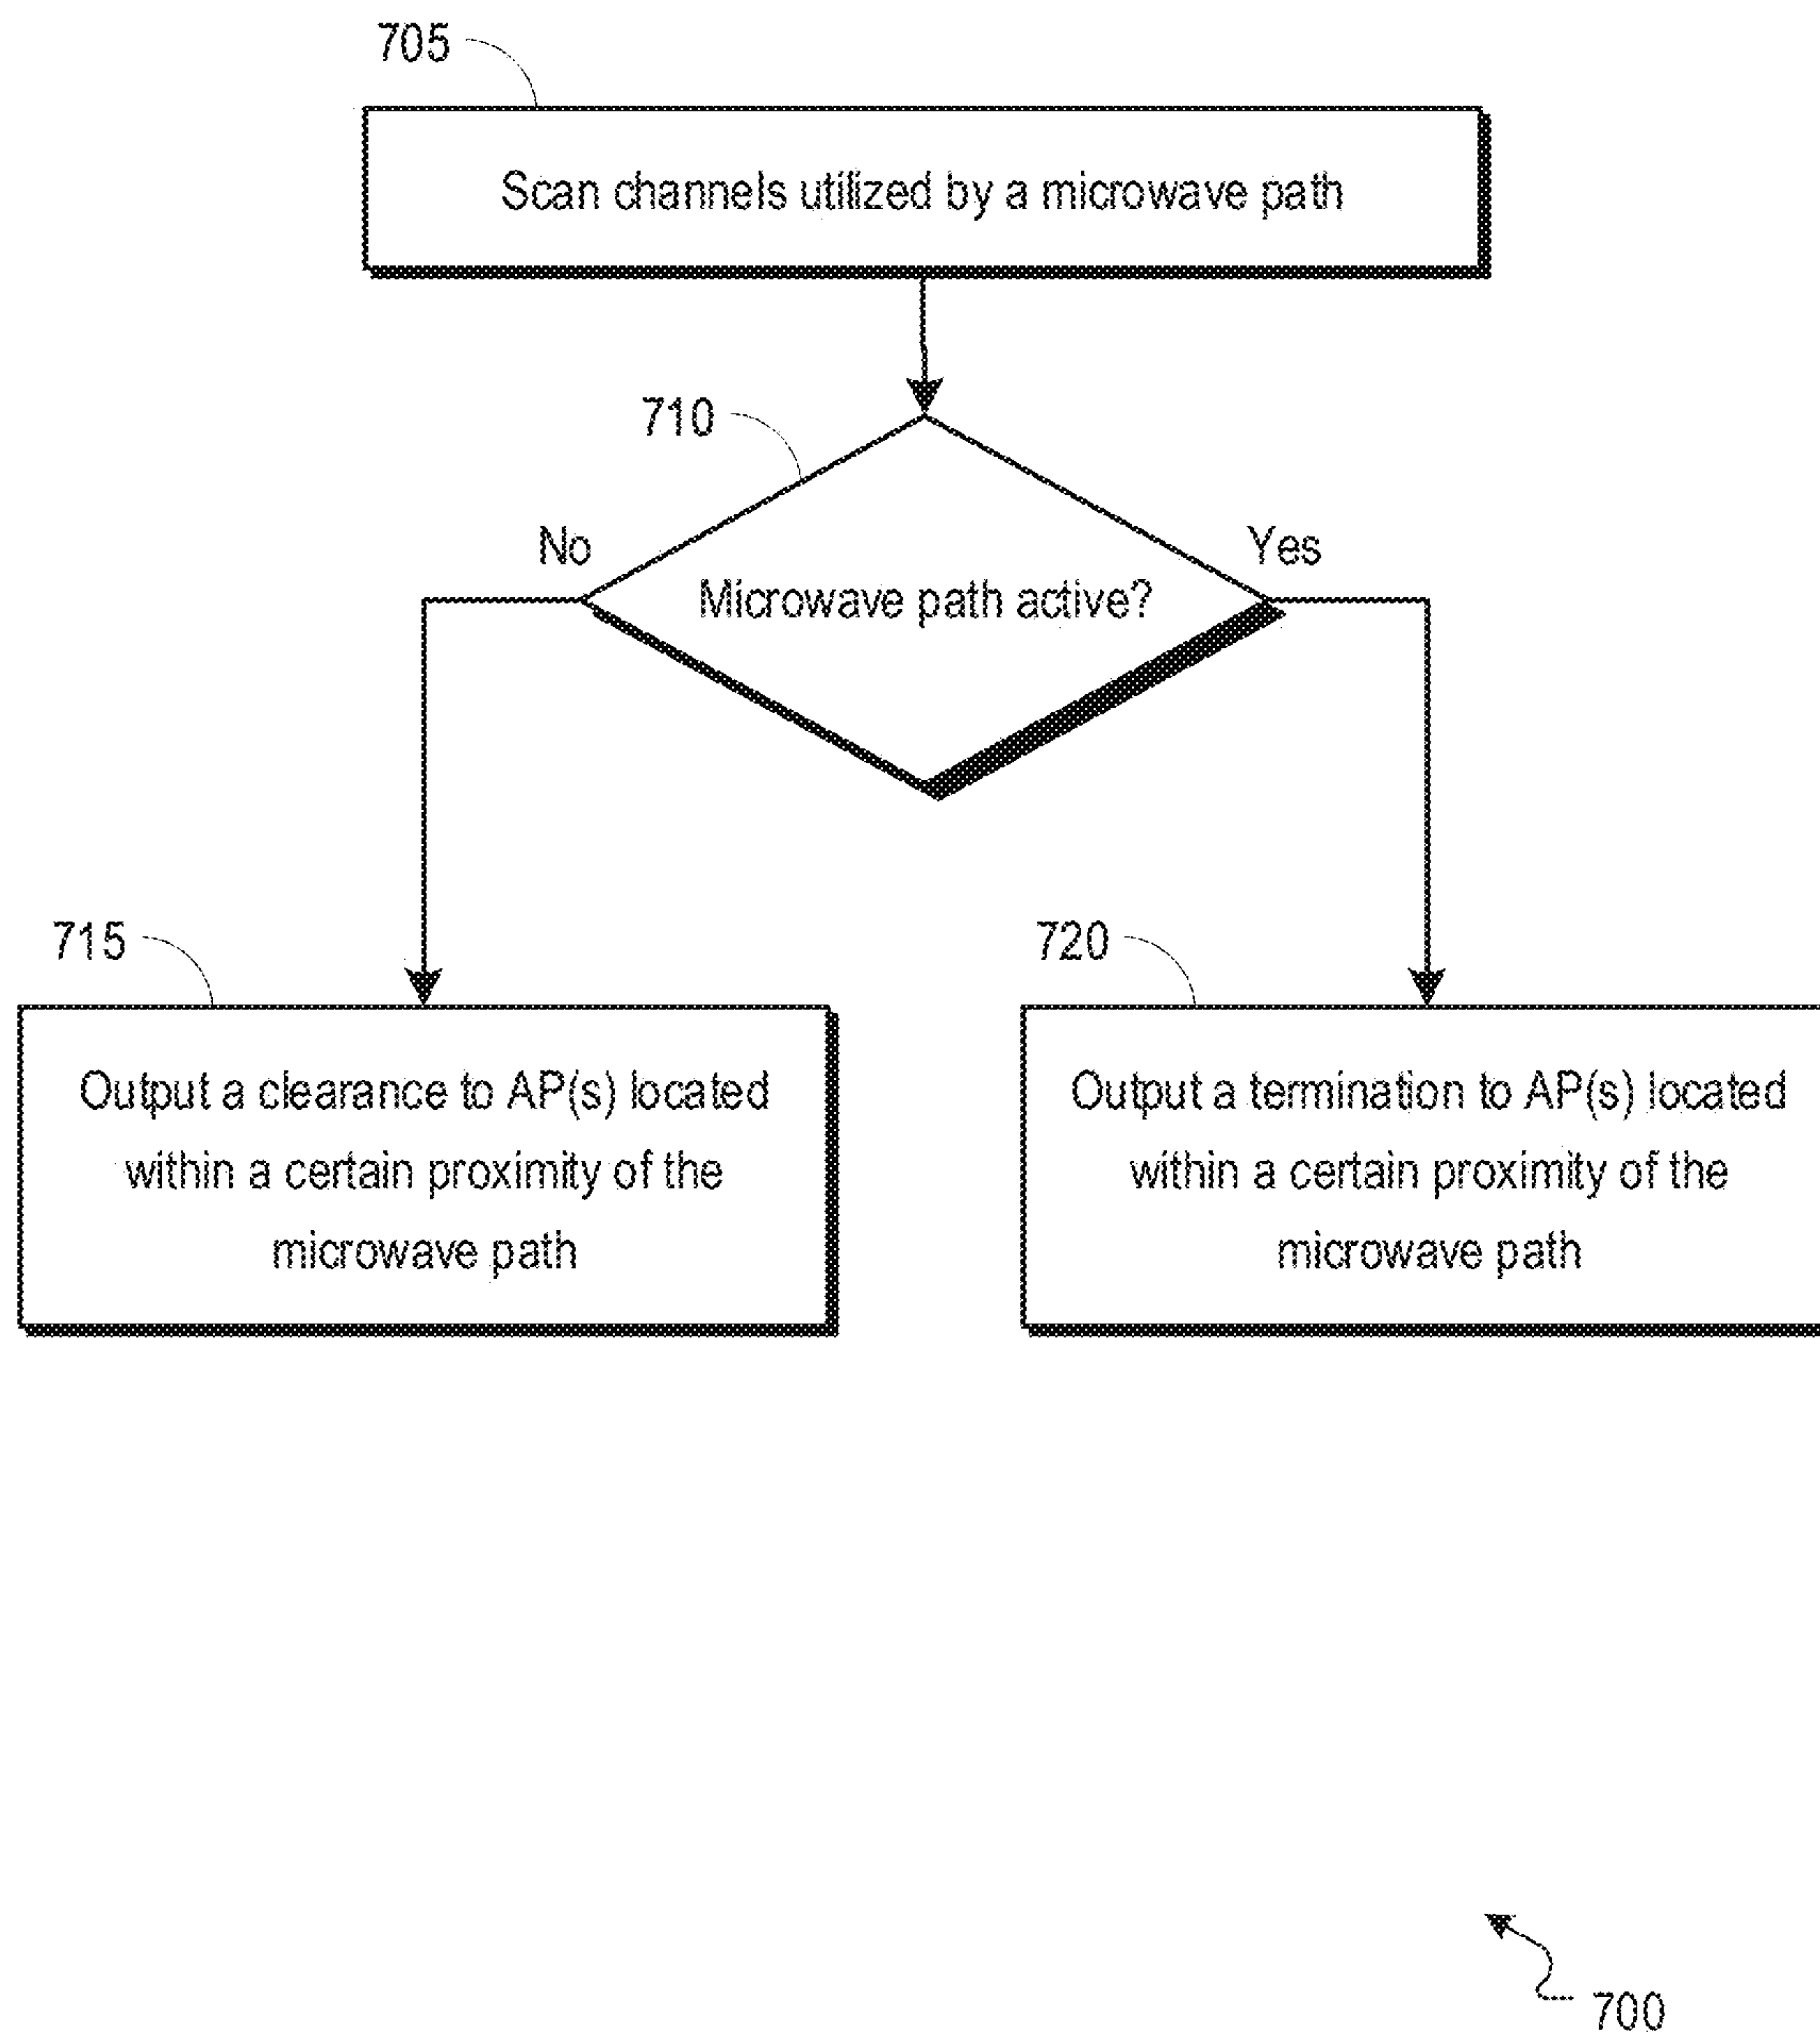 705
Scan channels utilized by a microwave path
710
No
Yes
Microwave path active?
715
720
Output a clearance to AP(s) located
within a certain proximity of the
microwave path
Output a termination to AP(s) located
within a certain proximity of the
microwave path
700